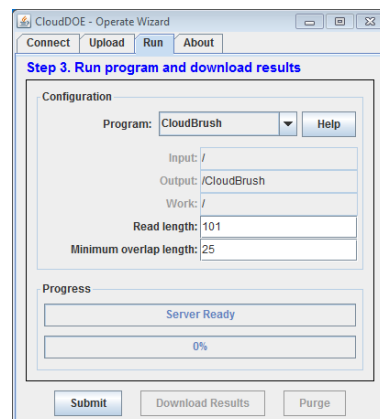 CloudDOE - Operate Wizard
Connect Upload Run About
Step 3. Run program and download results
Configuration
Program: CloudBrush Help
Input: /
Output: /CloudBrush
Work: /
Read length: 101
Minimum overlap length: 25
Progress
Server Ready
0%
Submit Download Results Purge